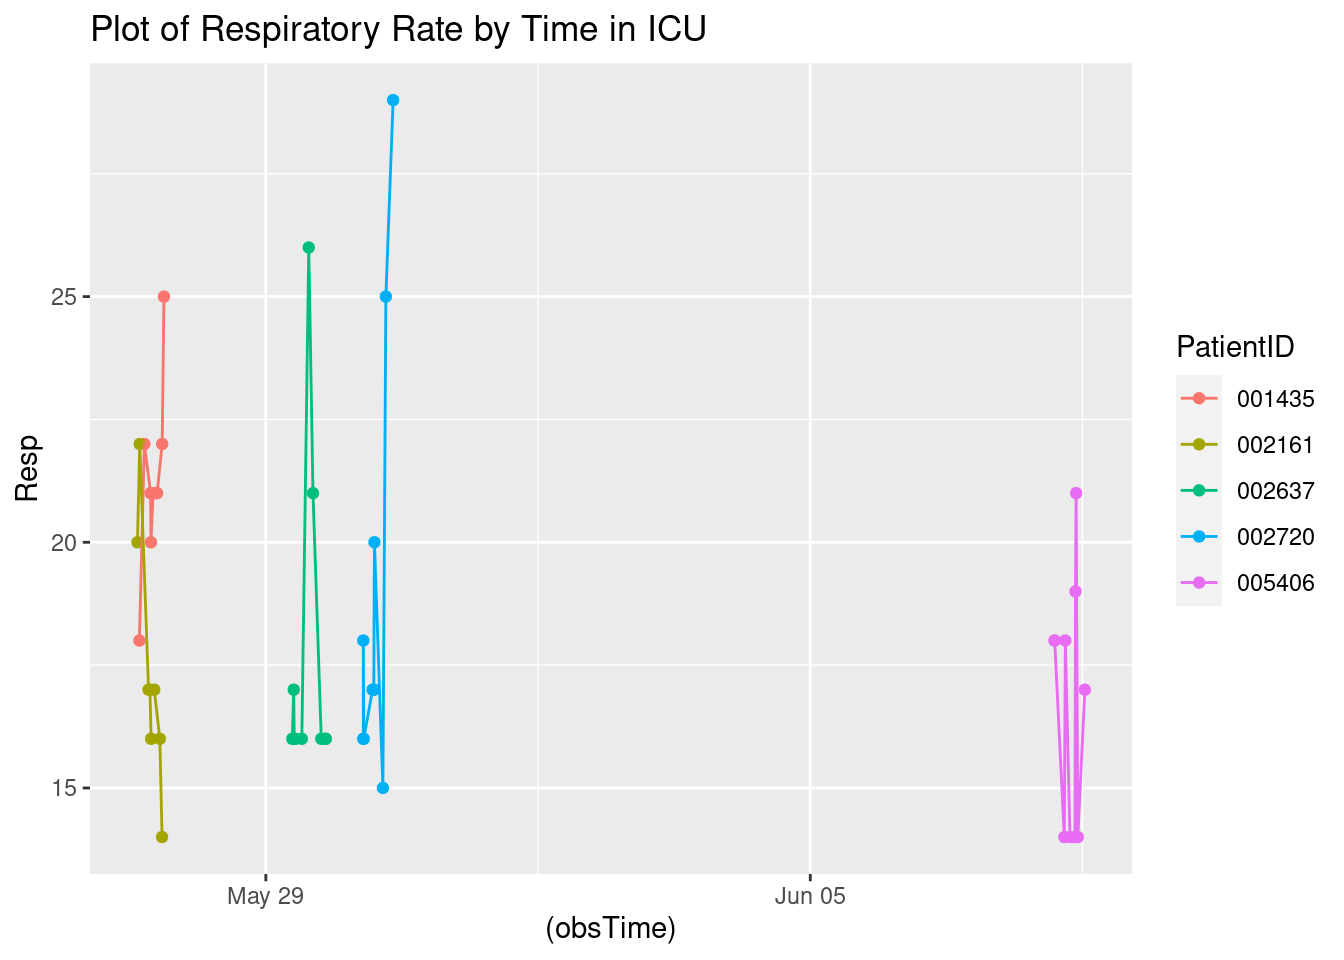 Plot of Respiratory Rate by Time in ICU
Resp
25
20
15
May 29
Jun 05
(obsTime)
PatientID
001435
002161
002637
002720
005406